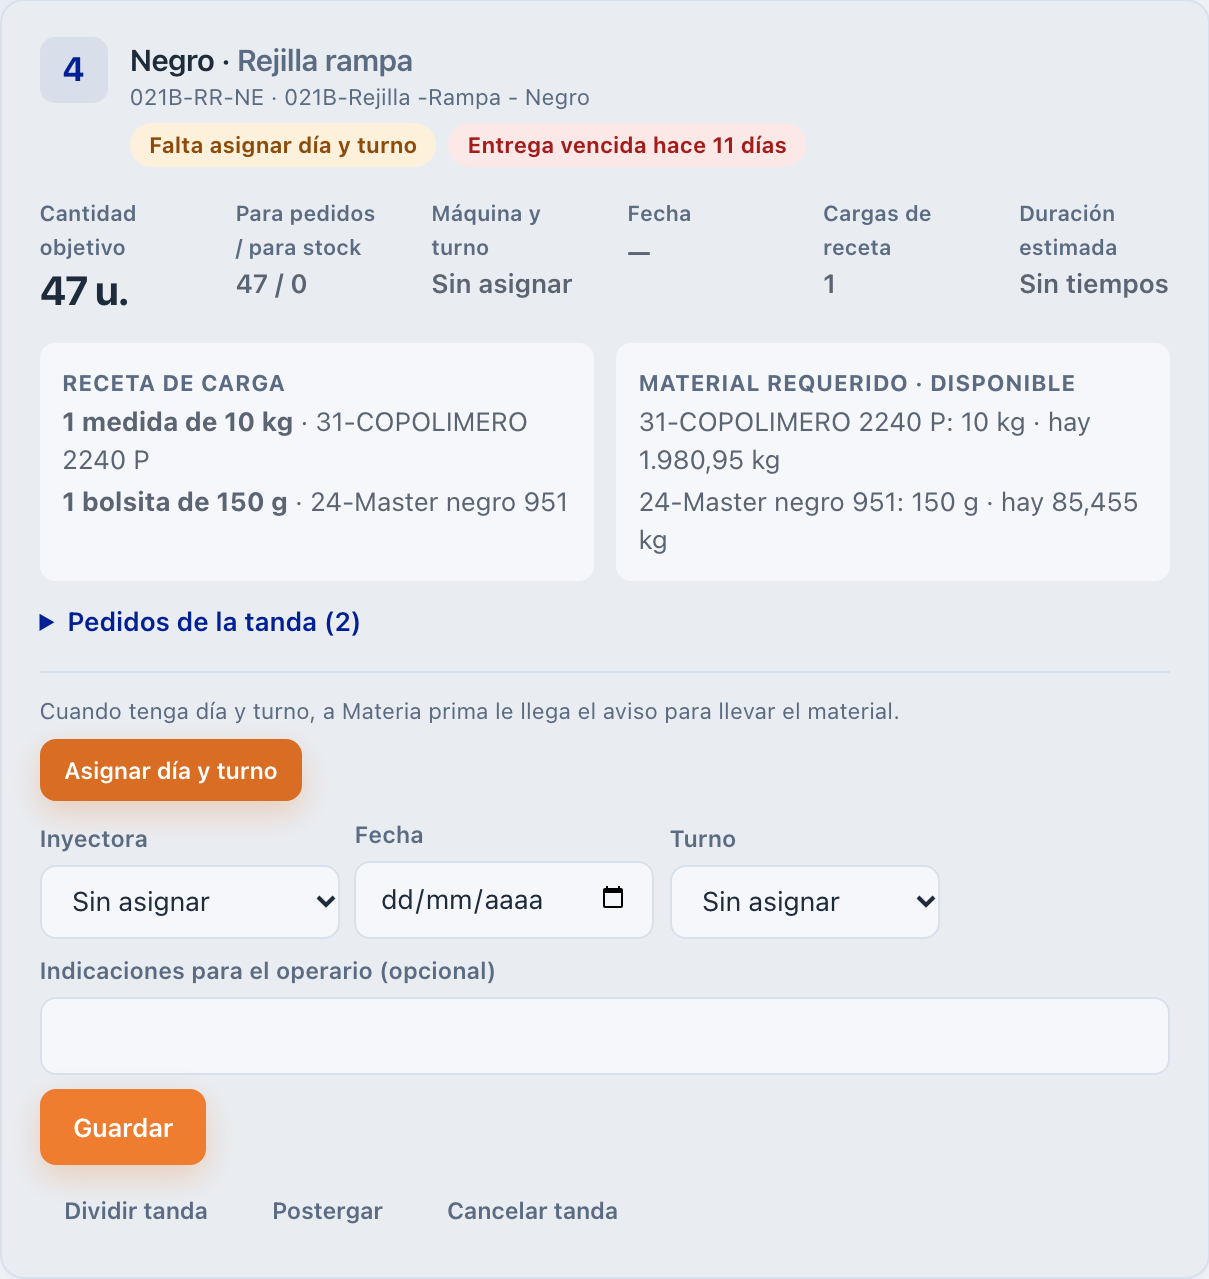 4
Negro · Rejilla rampa
021B-RR-NE · 021B-Rejilla -Rampa - Negro
Falta asignar día y turno
Entrega vencida hace 11 días
Cantidad objetivo
47 u.
Para pedidos / para stock
47 / 0
Máquina y turno
Sin asignar
Fecha
—
Cargas de receta
1
Duración estimada
Sin tiempos
RECETA DE CARGA
1 medida de 10 kg · 31-COPOLIMERO
2240 P
1 bolsita de 150 g · 24-Master negro 951
MATERIAL REQUERIDO · DISPONIBLE
31-COPOLIMERO 2240 P: 10 kg · hay
1.980,95 kg
24-Master negro 951: 150 g · hay 85,455
kg
Pedidos de la tanda (2)
Cuando tenga día y turno, a Materia prima le llega el aviso para llevar el material.
Asignar día y turno
Inyectora
Sin asignar
Fecha
dd/mm/aaaa
Turno
Sin asignar
Indicaciones para el operario (opcional)
Guardar
Dividir tanda
Postergar
Cancelar tanda